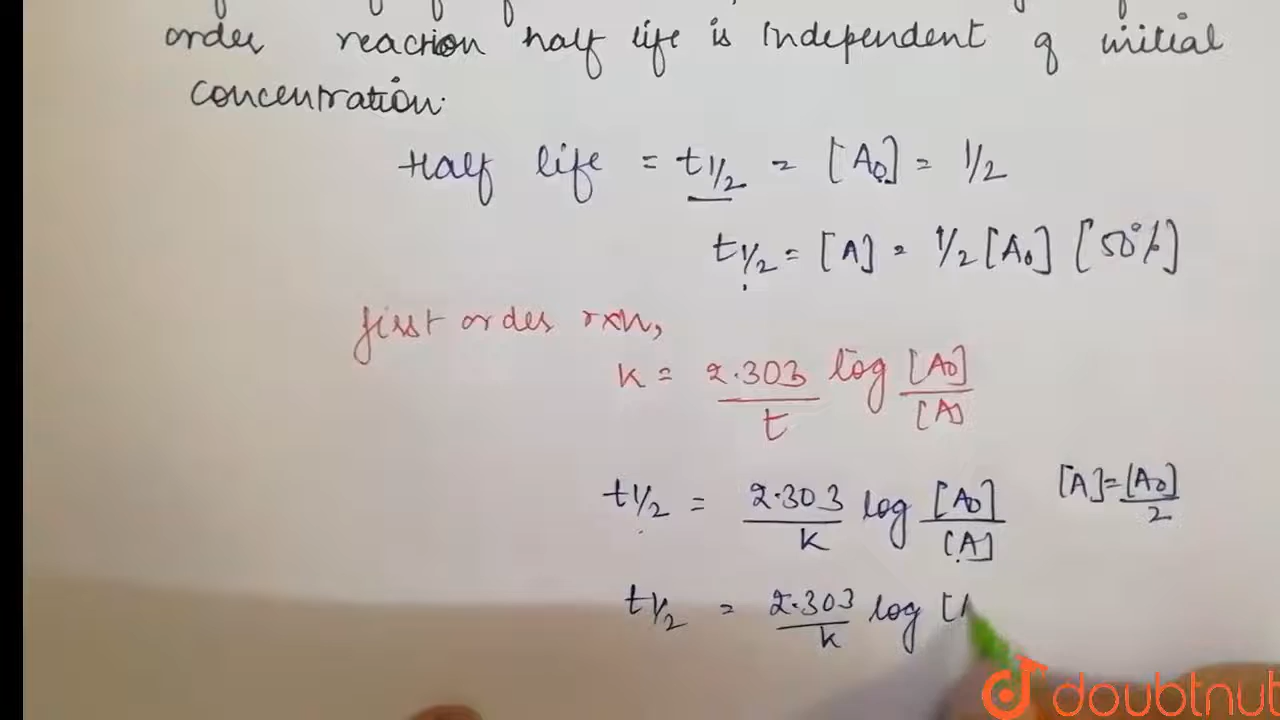 order reaction half life is independent of initial
concentration.
Half life = t1/2 = [A0] = 1/2
t1/2 = [A] = 1/2 [A0] [50%]
first order rxn,
k = 2.303/t log [A0]/[A]
t1/2 = 2.303/k log [A0]/[A] [A] = [A0]/2
t1/2 = 2.303/k log [
doubtnut